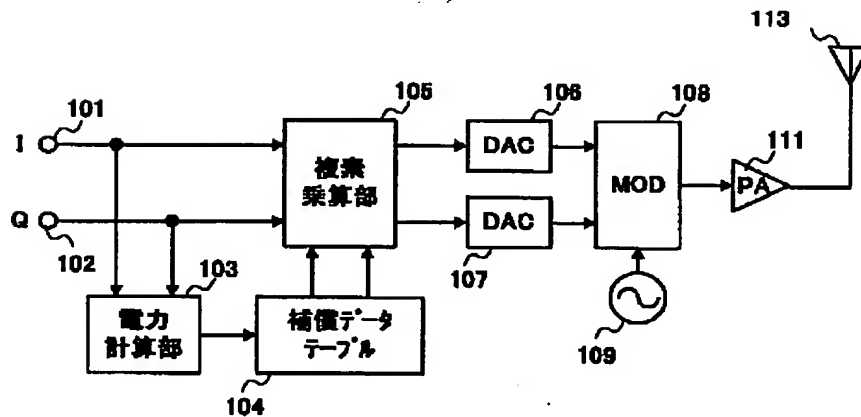 113
101
105
106
108
I
複素
乗算部
DAC
MOD
111
PA
Q
102
103
DAC
107
電力
計算部
補償データ
テーブル
109
104